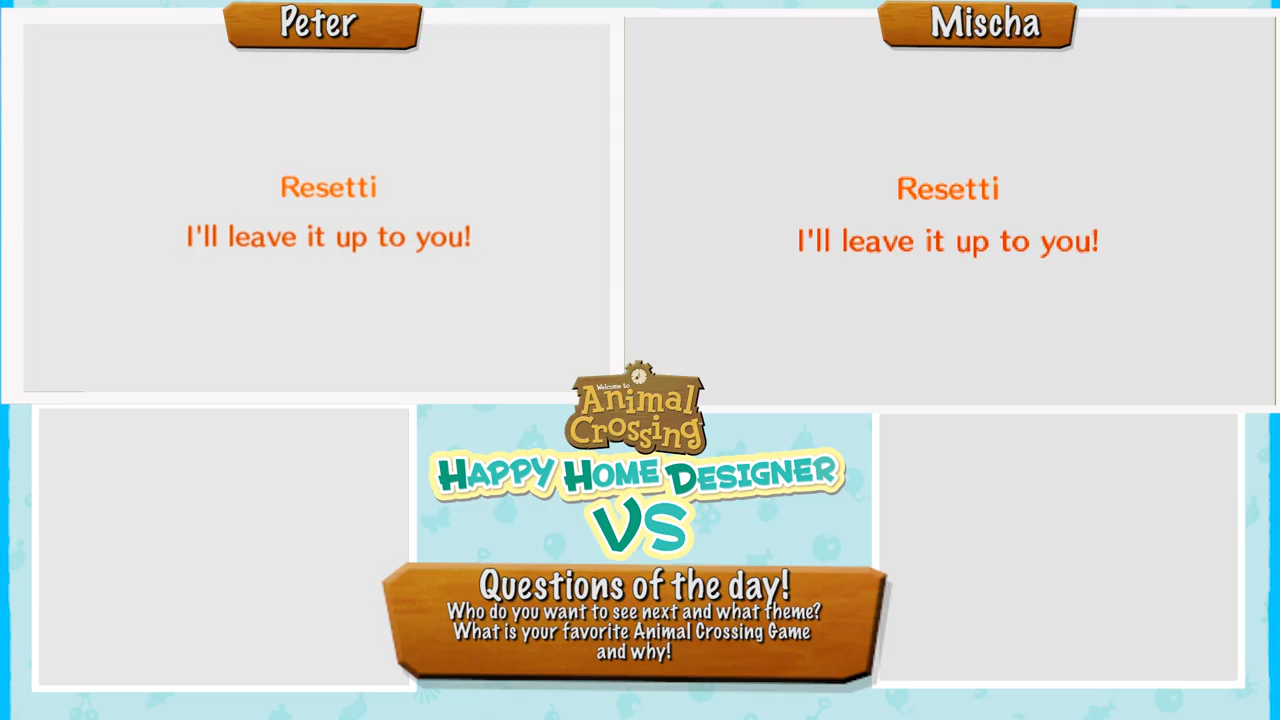 Peter
Mischa
Resetti
I'll leave it up to you!
Resetti
I'll leave it up to you!
Welcome to
Animal
Crossing
HAPPY HOME DESIGNER
VS
Questions of the day!
Who do you want to see next and what theme?
What is your favorite Animal Crossing Game
and why!